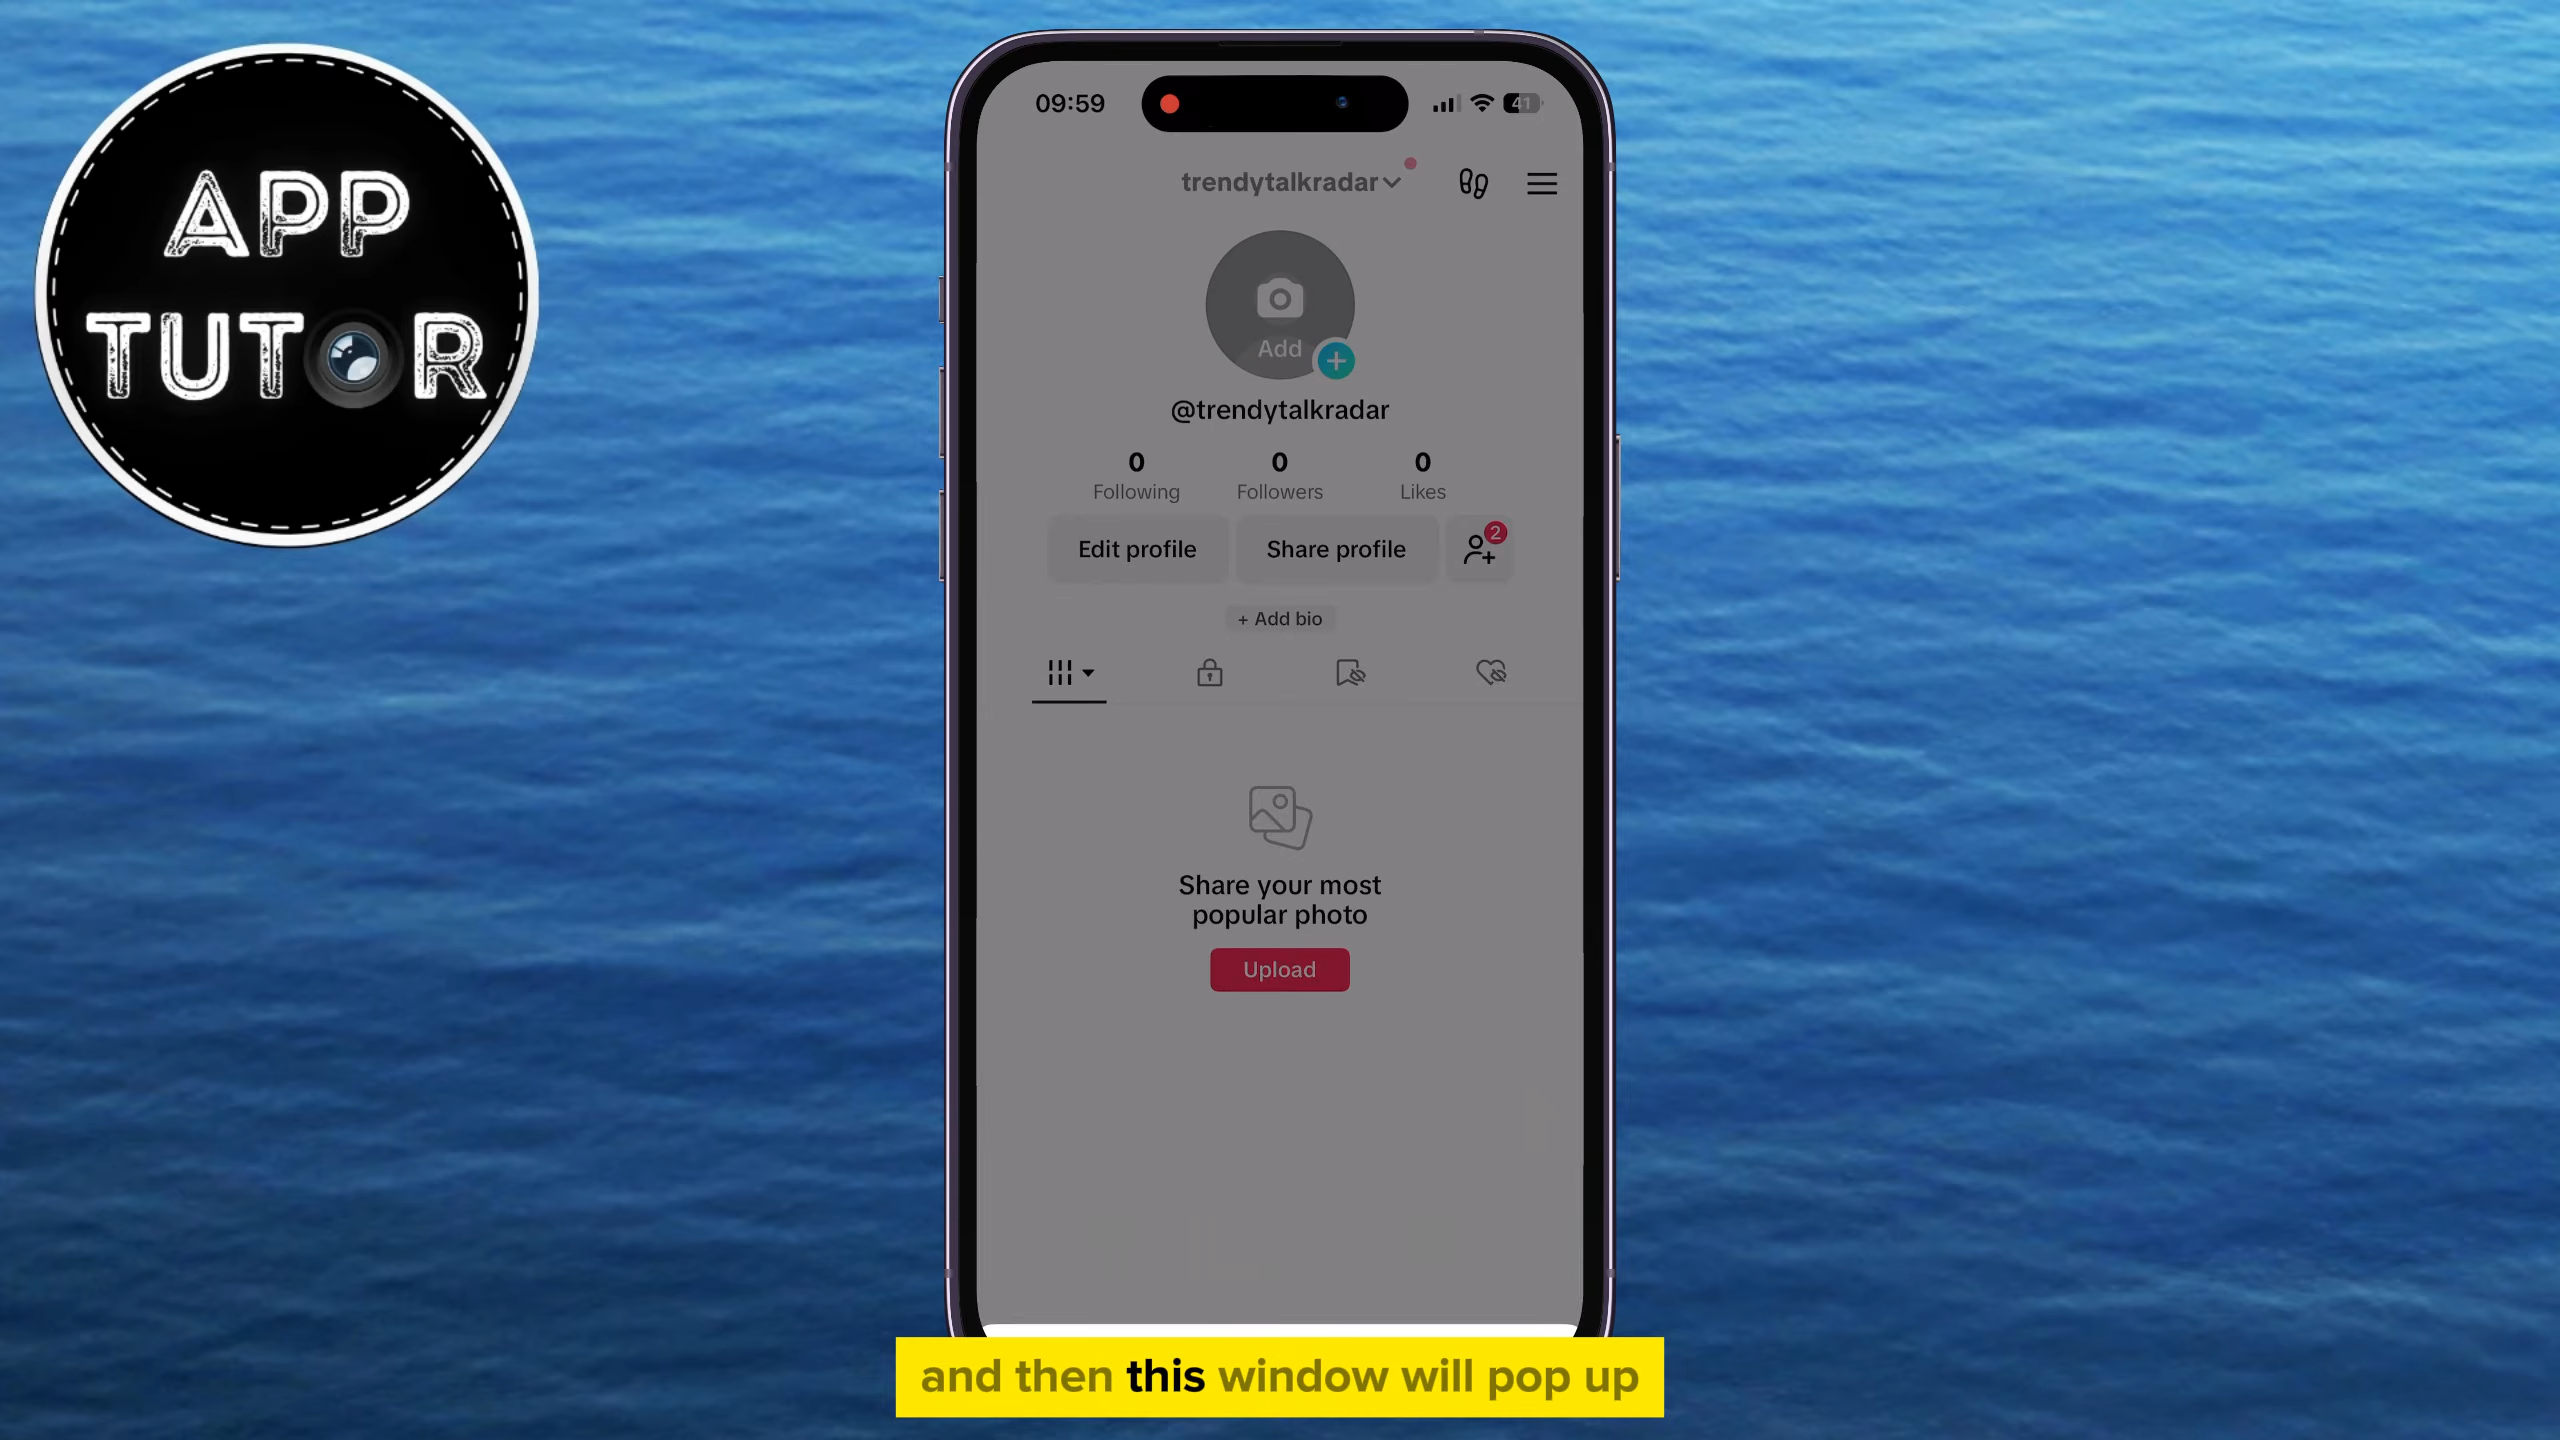 APP
TUTOR
09:59
41
trendytalkradar
Add
@trendytalkradar
0 0 0
Following Followers Likes
Edit profile Share profile 2
+ Add bio
Share your most
popular photo
Upload
and then this window will pop up